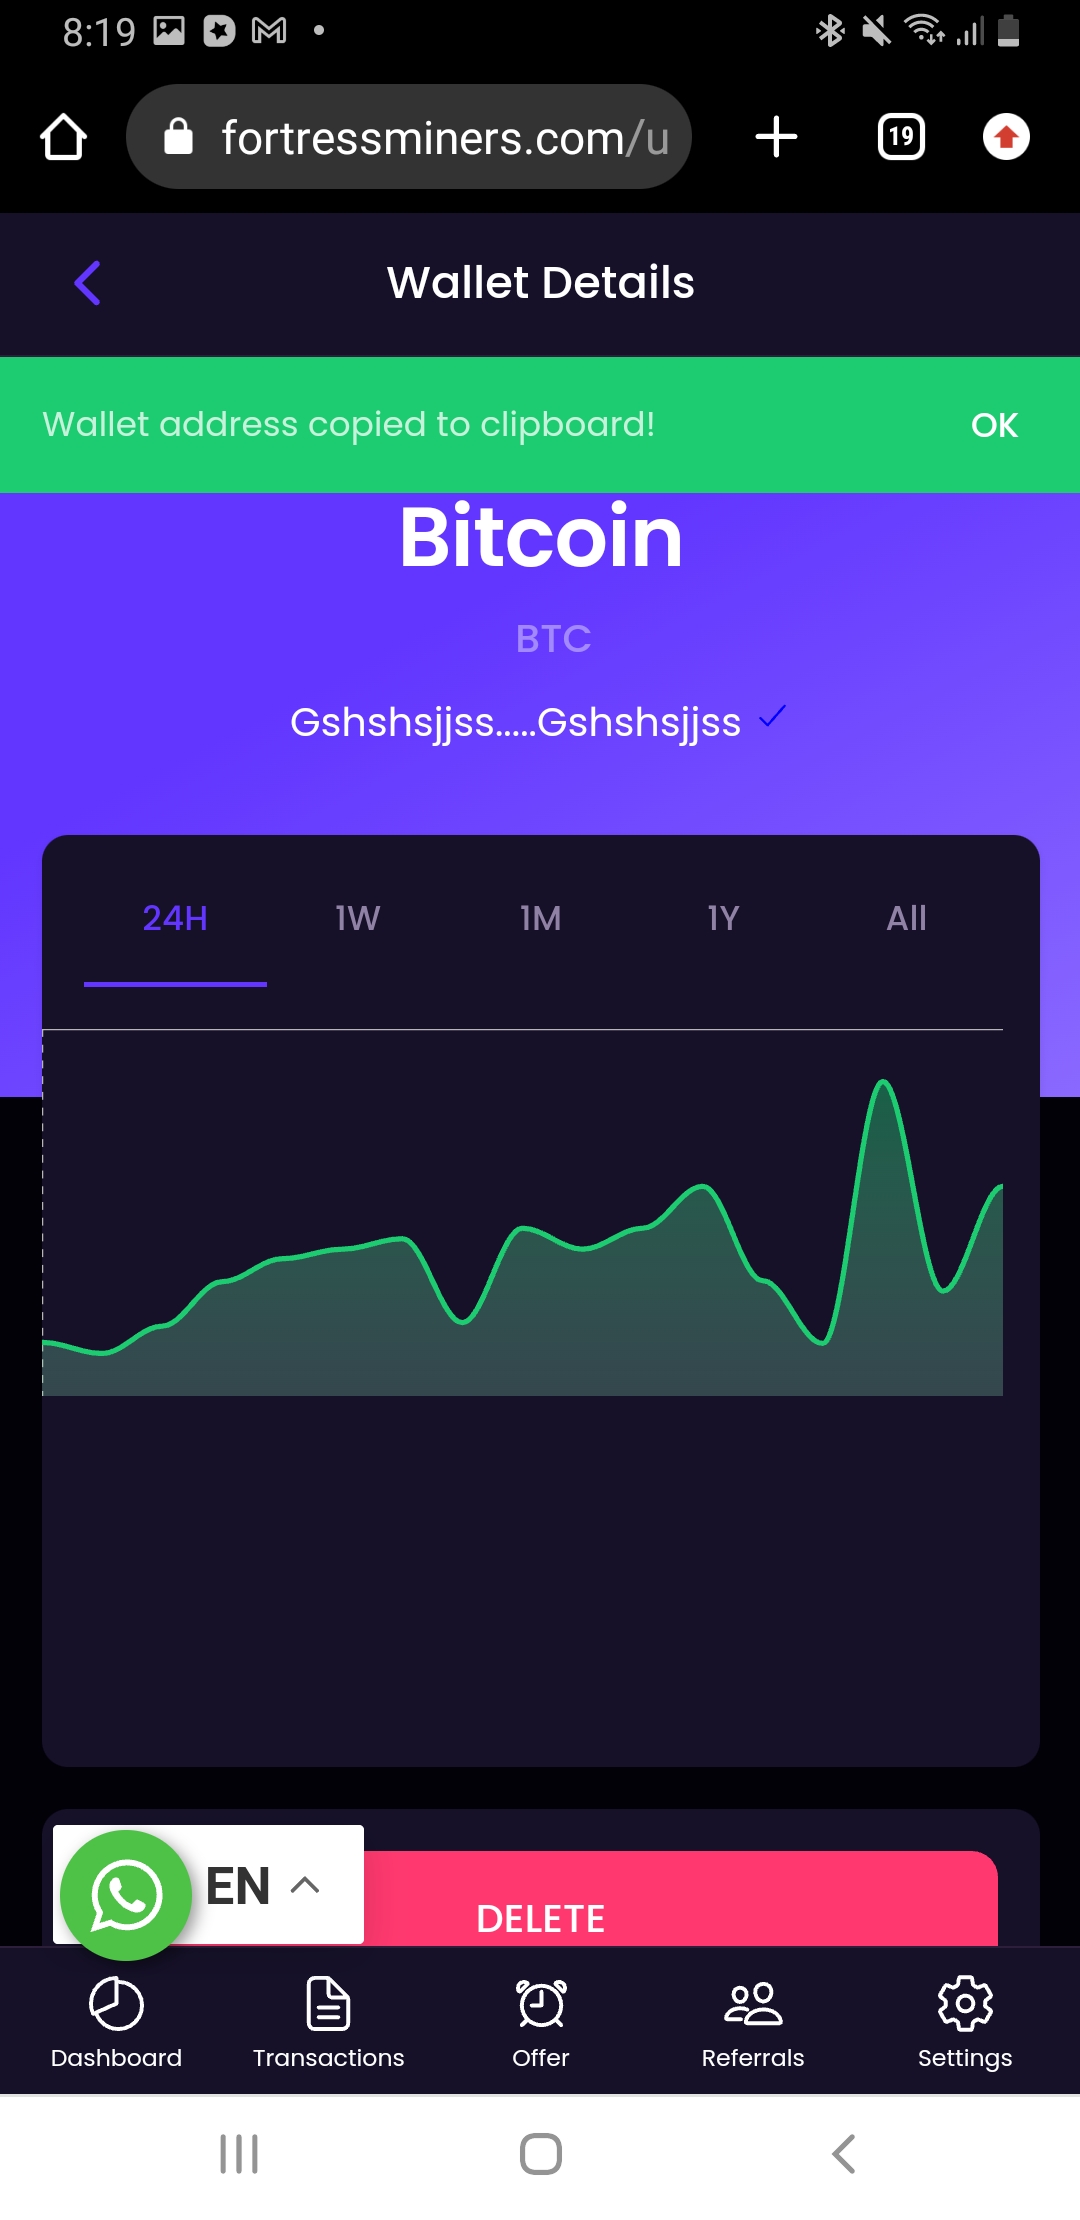 8:19
fortressminers.com/u
19
Wallet Details
Wallet address copied to clipboard!
OK
Bitcoin
BTC
Gshshsjjss.....Gshshsjjss
24H
1W
1M
1Y
All
EN
DELETE
Dashboard
Transactions
Offer
Referrals
Settings